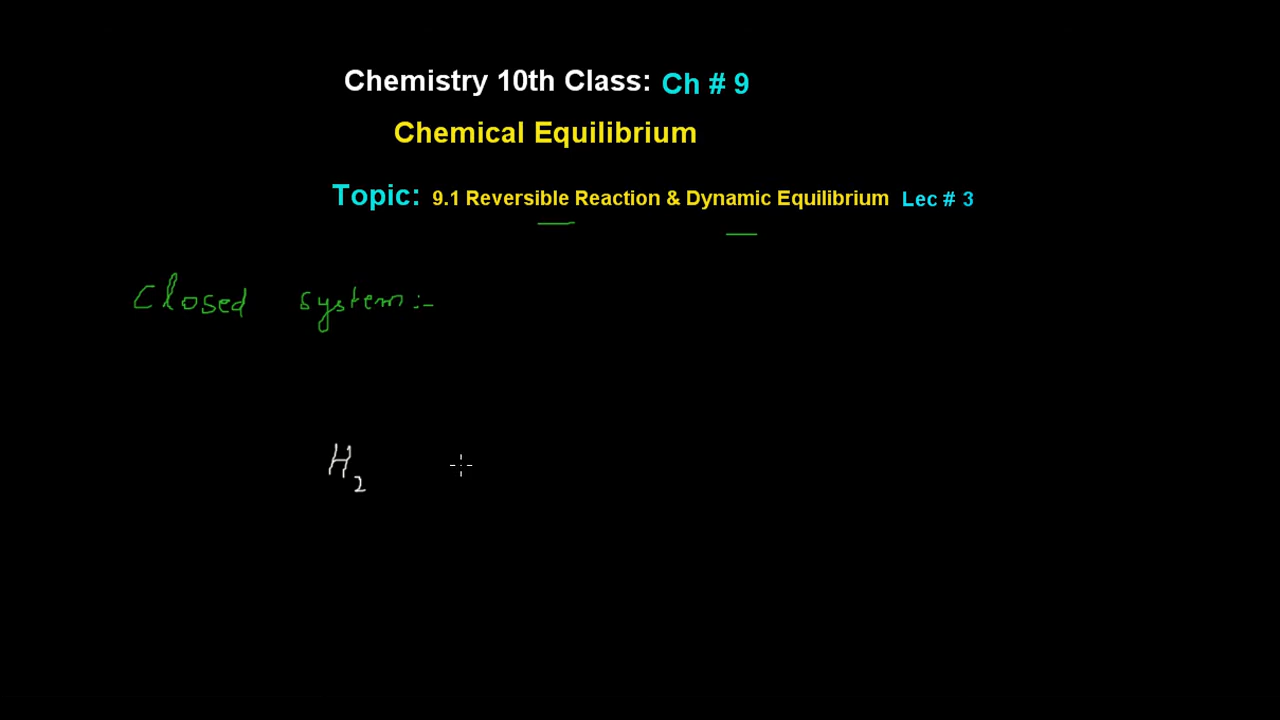 Chemistry 10th Class: Ch # 9
Chemical Equilibrium
Topic: 9.1 Reversible Reaction & Dynamic Equilibrium Lec # 3
Closed system:-
H₂